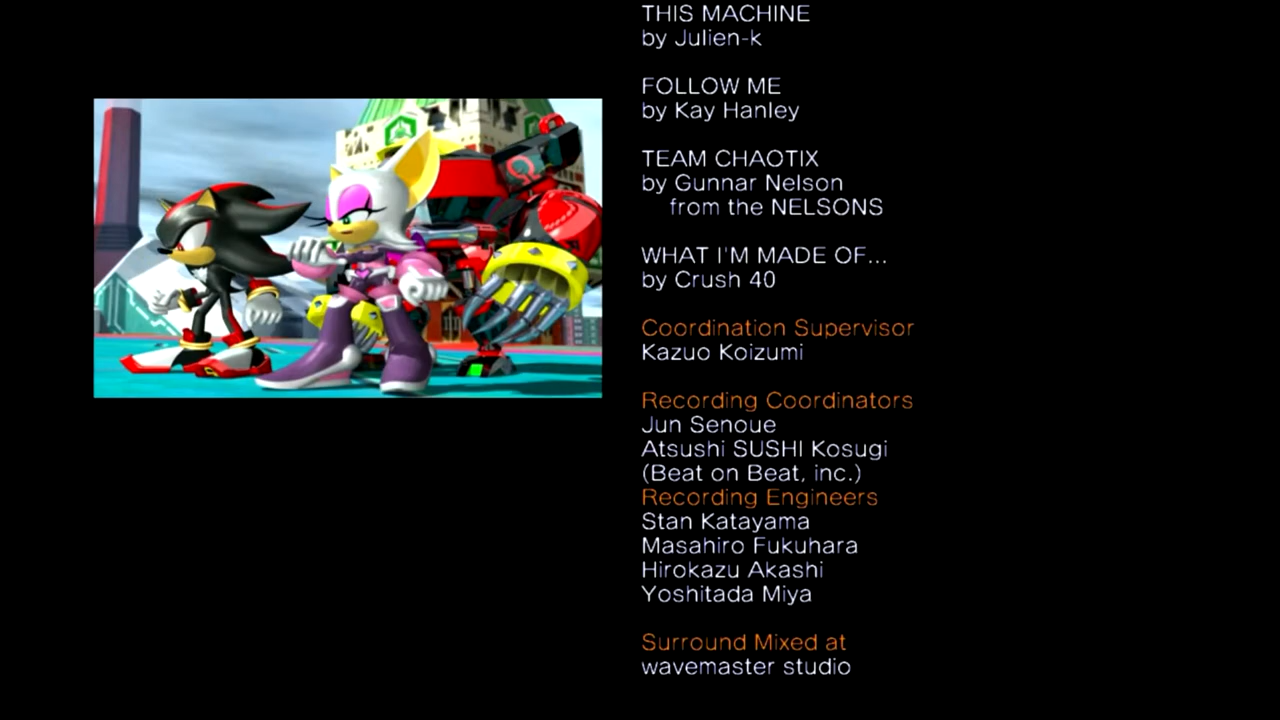 THIS MACHINE
by Julien-k
FOLLOW ME
by Kay Hanley
TEAM CHAOTIX
by Gunnar Nelson
from the NELSONS
WHAT I'M MADE OF...
by Crush 40
Coordination Supervisor
Kazuo Koizumi
Recording Coordinators
Jun Senoue
Atsushi SUSHI Kosugi
(Beat on Beat, inc.)
Recording Engineers
Stan Katayama
Masahiro Fukuhara
Hirokazu Akashi
Yoshitada Miya
Surround Mixed at
wavemaster studio